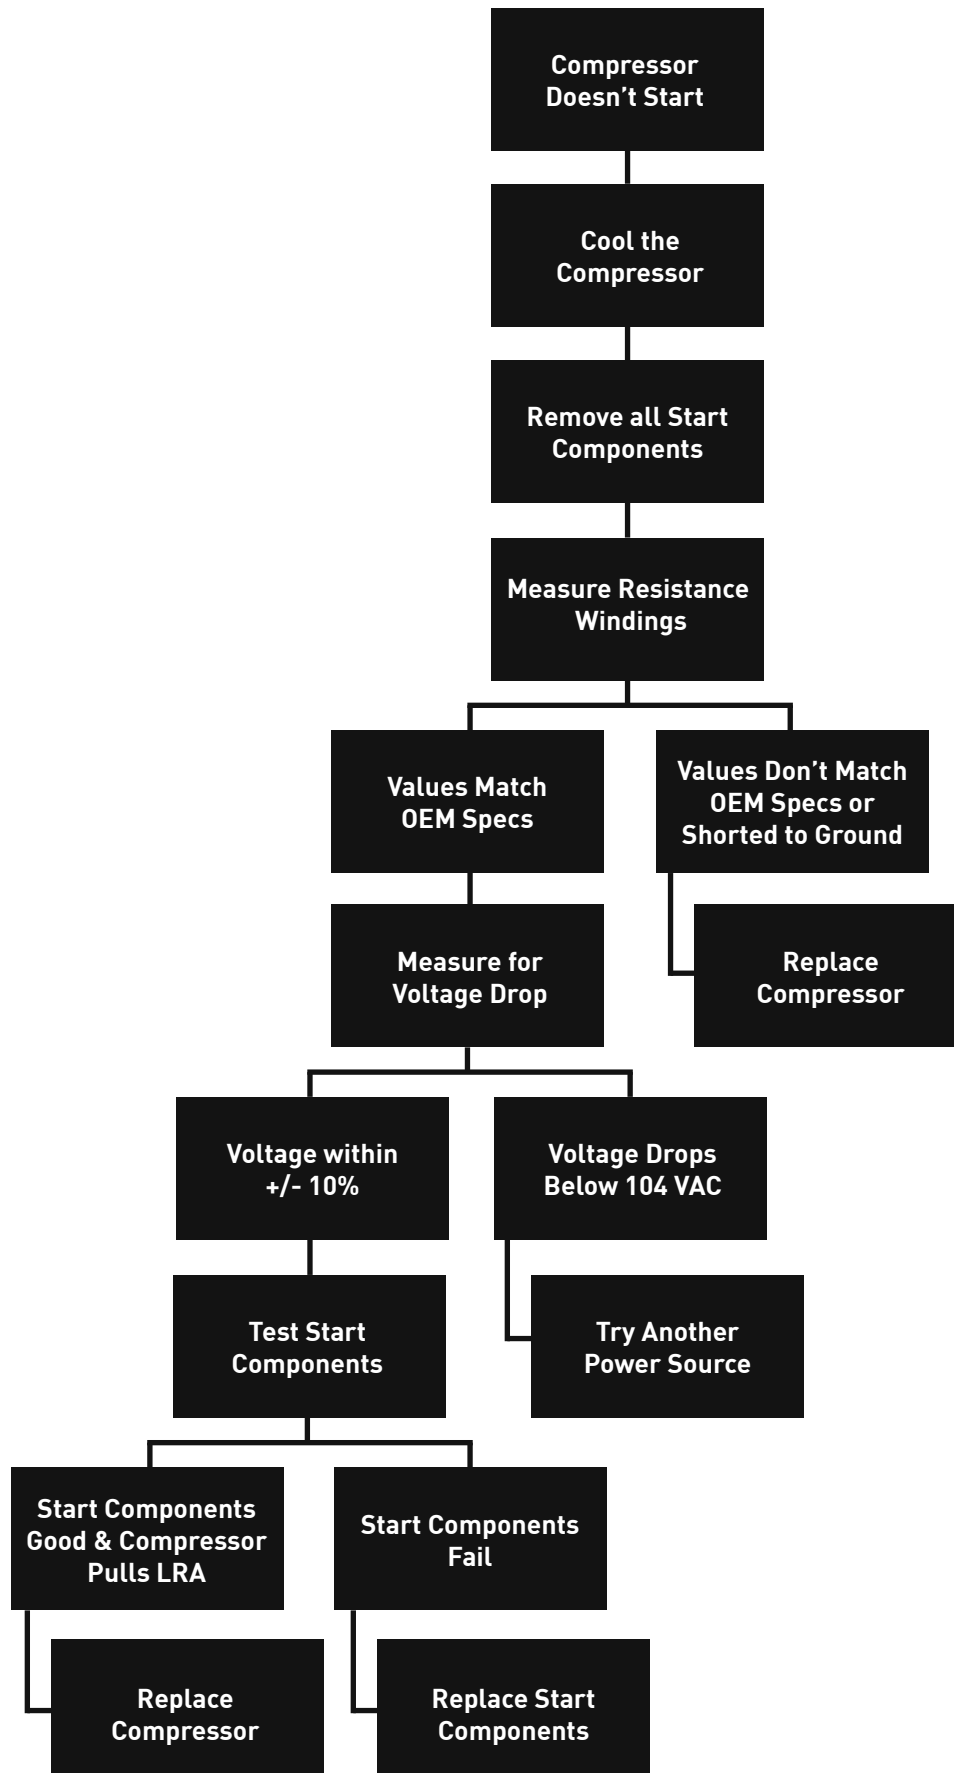 Compressor
Doesn't Start
Cool the
Compressor
Remove all Start
Components
Measure Resistance
Windings
Values Match
OEM Specs
Values Don't Match
OEM Specs or
Shorted to Ground
Measure for
Voltage Drop
Replace
Compressor
Voltage within
+/- 10%
Voltage Drops
Below 104 VAC
Test Start
Components
Try Another
Power Source
Start Components
Good & Compressor
Pulls LRA
Start Components
Fail
Replace
Compressor
Replace Start
Components